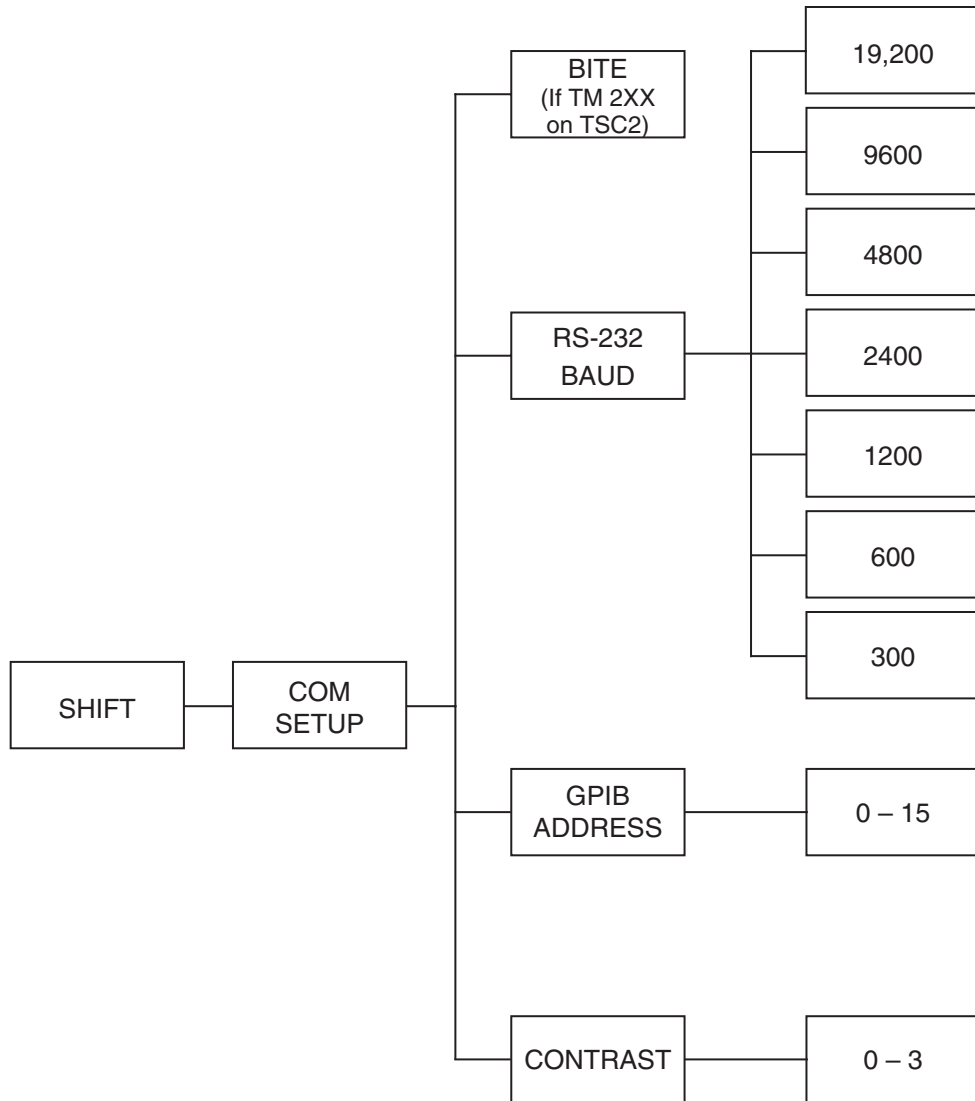 SHIFT
COM
SETUP
BITE
(If TM 2XX
on TSC2)
RS-232
BAUD
19,200
9600
4800
2400
1200
600
300
GPIB
ADDRESS
0 – 15
CONTRAST
0 – 3